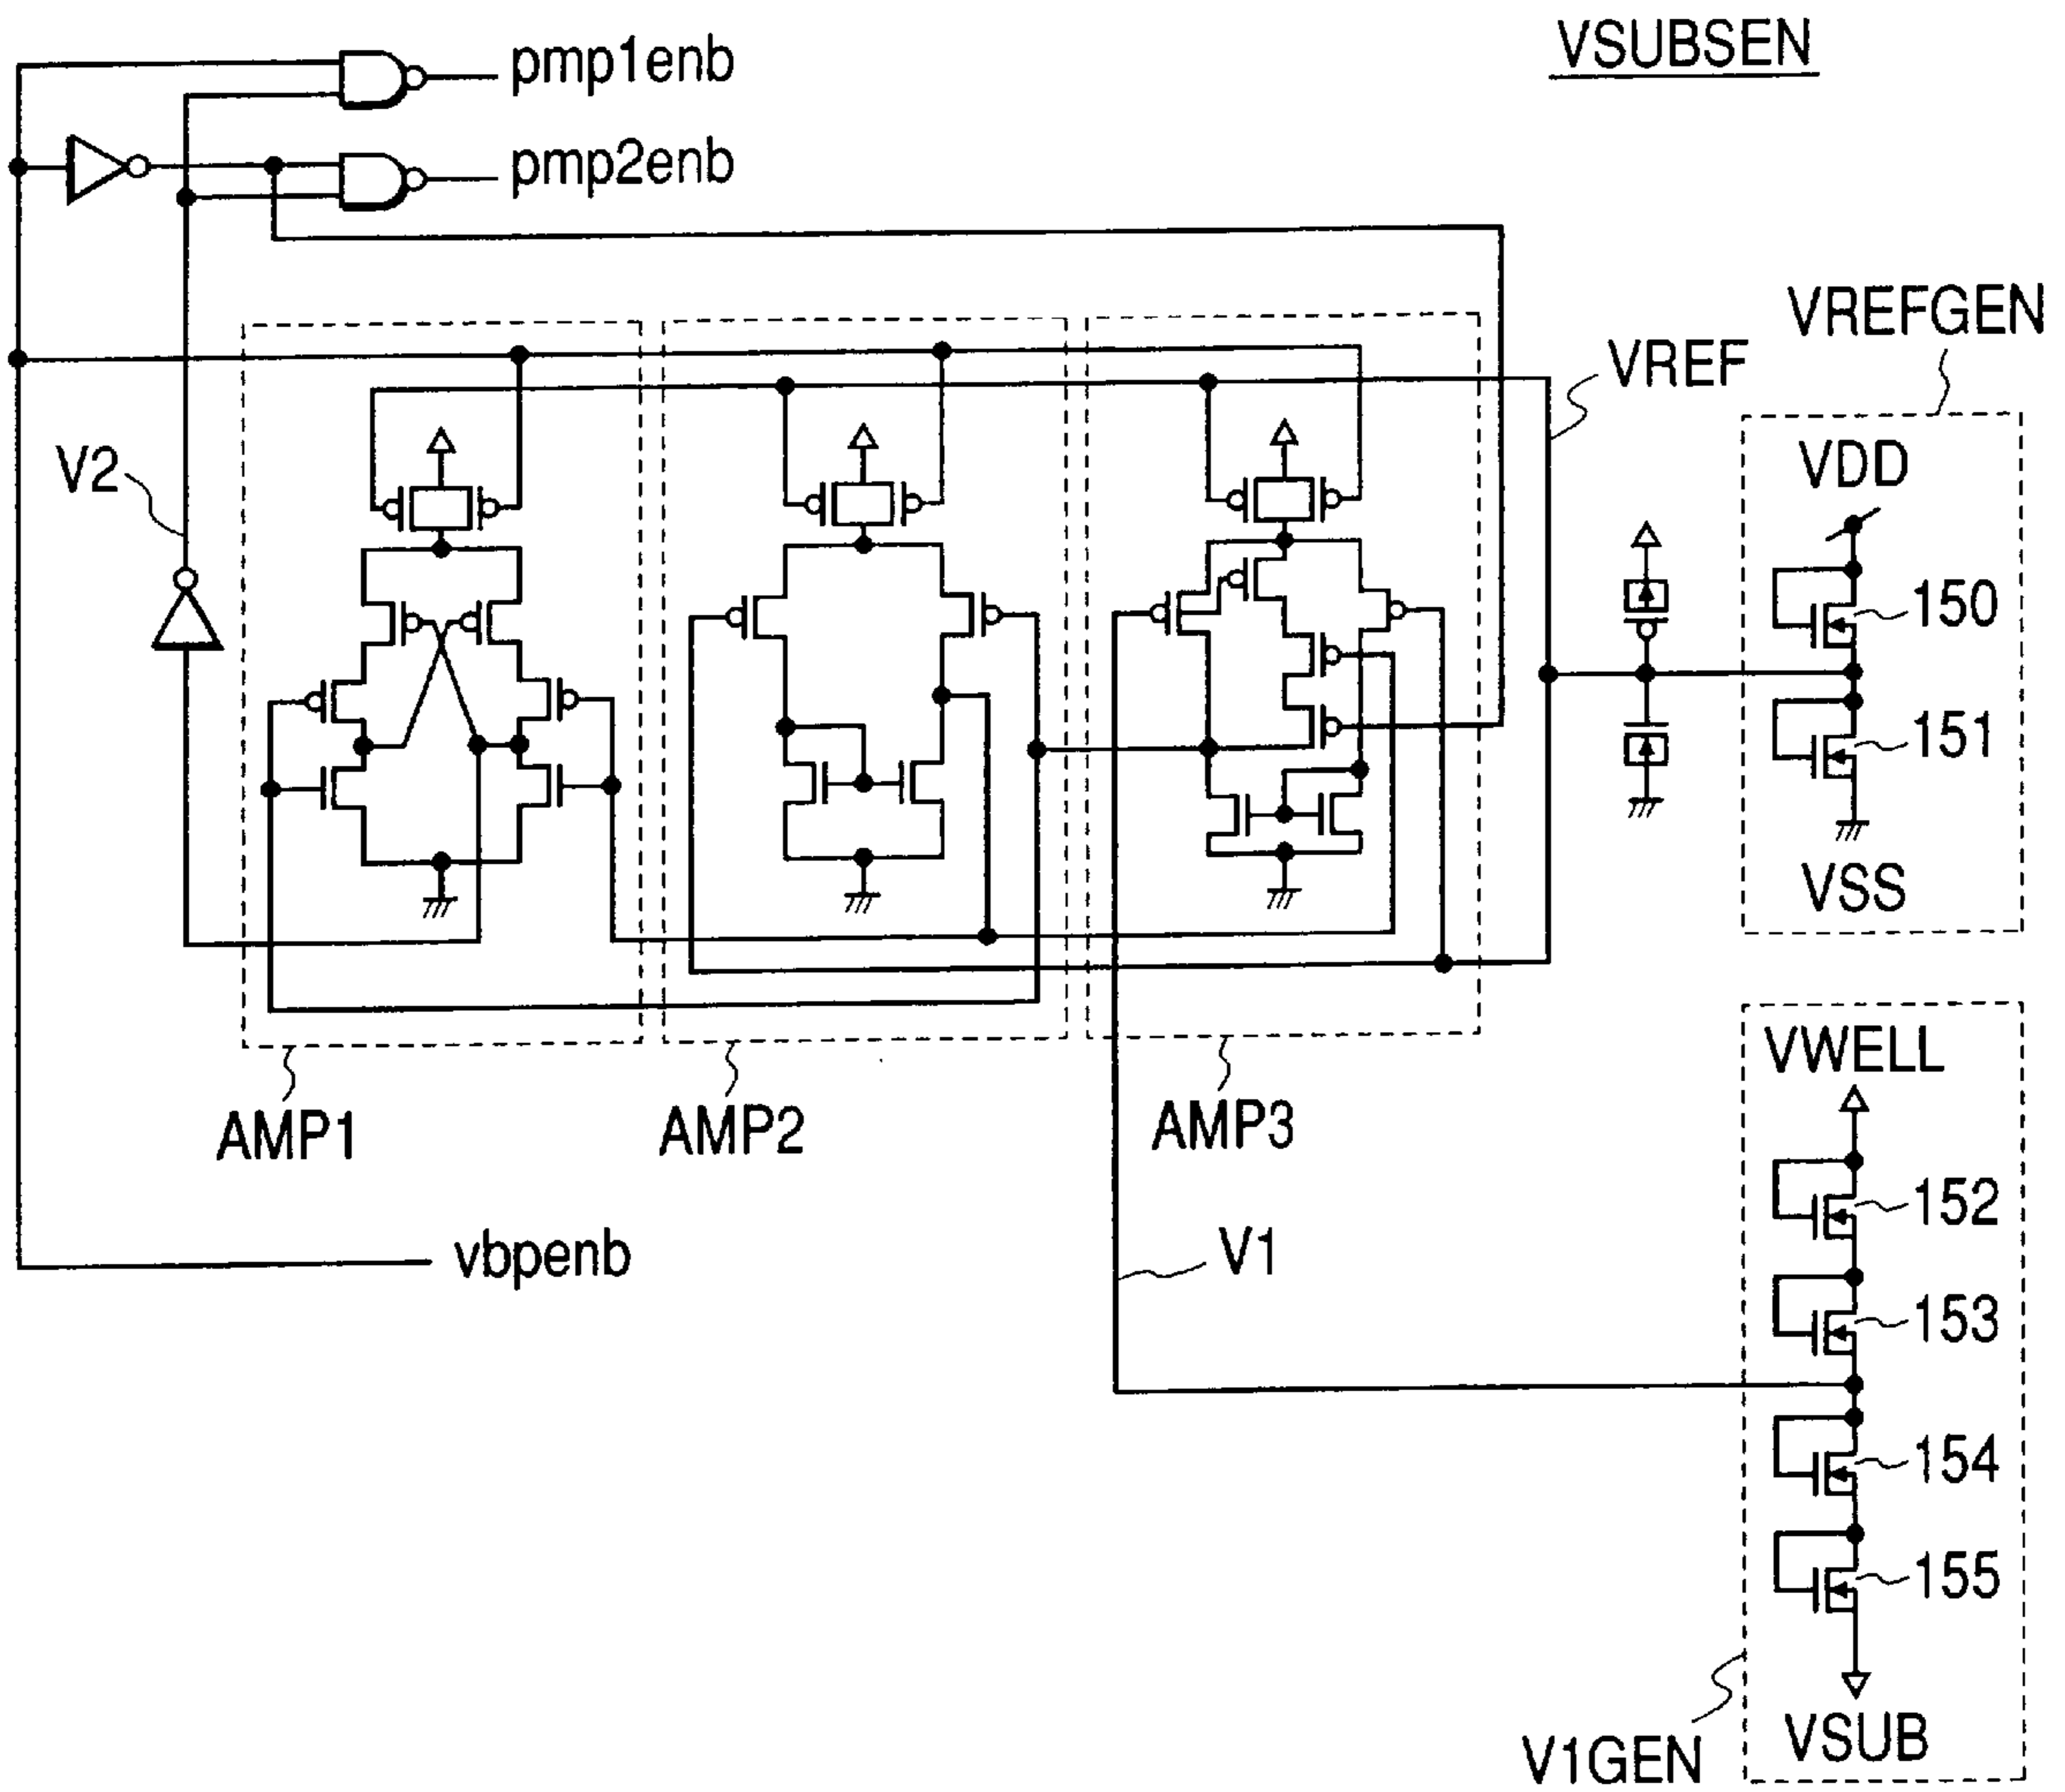 VSUBSEN
pmp1enb
pmp2enb
VREFGEN
VREF
VDD
V2
150
151
VSS
VWELL
AMP1
AMP2
AMP3
152
V1
vbpenb
153
154
155
VSUB
V1GEN